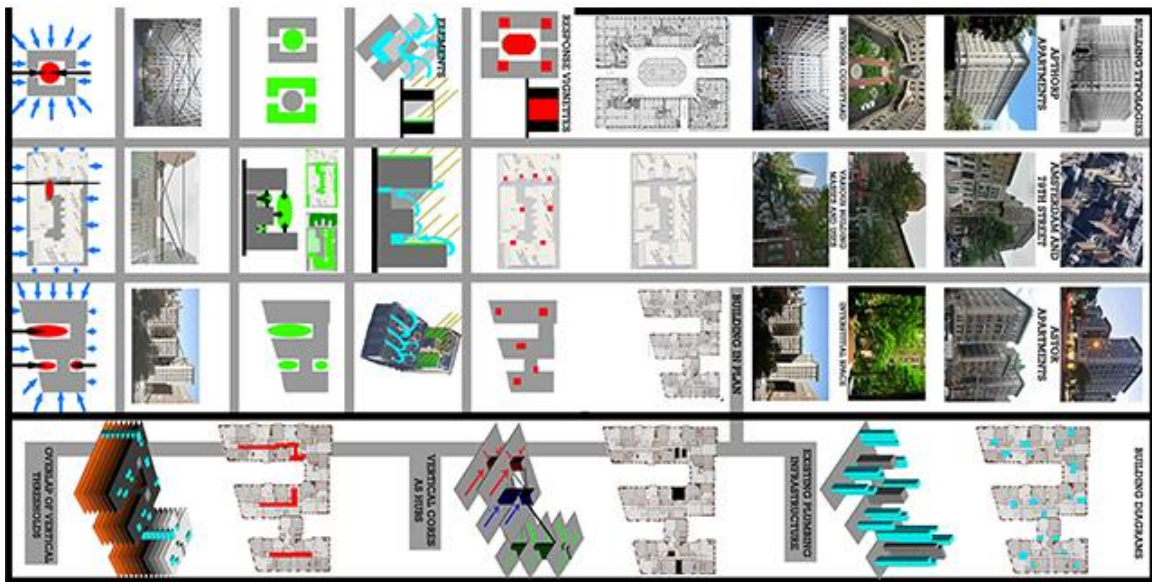 BUILDING TYPOLOGIES
APTHORP
APARTMENTS
AMSTERDAM AND
79TH STREET
ASTOR
APARTMENTS
INTERIOR COURTYARD
VARIOUS BUILDING
MASSES AND USES
INTERSTITIAL SPACE
BUILDING IN PLAN
RESPONSE VIGNETTES
ELEMENTS
BUILDING DIAGRAMS
EXISTING PLUMBING
INFRASTRUCTURE
VERTICAL CORES
AS HUBS
OVERLAP OF VERTICAL
THRESHOLDS